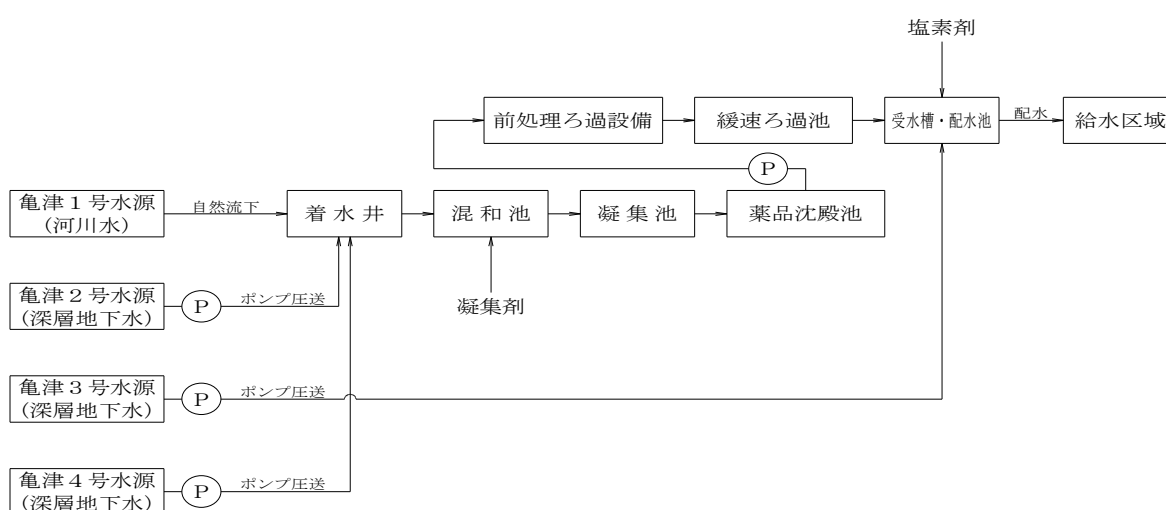 塩素剤
前処理ろ過設備
緩速ろ過池
受水槽・配水池
配水
給水区域
P
亀津1号水源
(河川水)
自然流下
着水井
混和池
凝集池
薬品沈殿池
亀津2号水源
(深層地下水)
P
ポンプ圧送
凝集剤
亀津3号水源
(深層地下水)
P
ポンプ圧送
亀津4号水源
(深層地下水)
P
ポンプ圧送